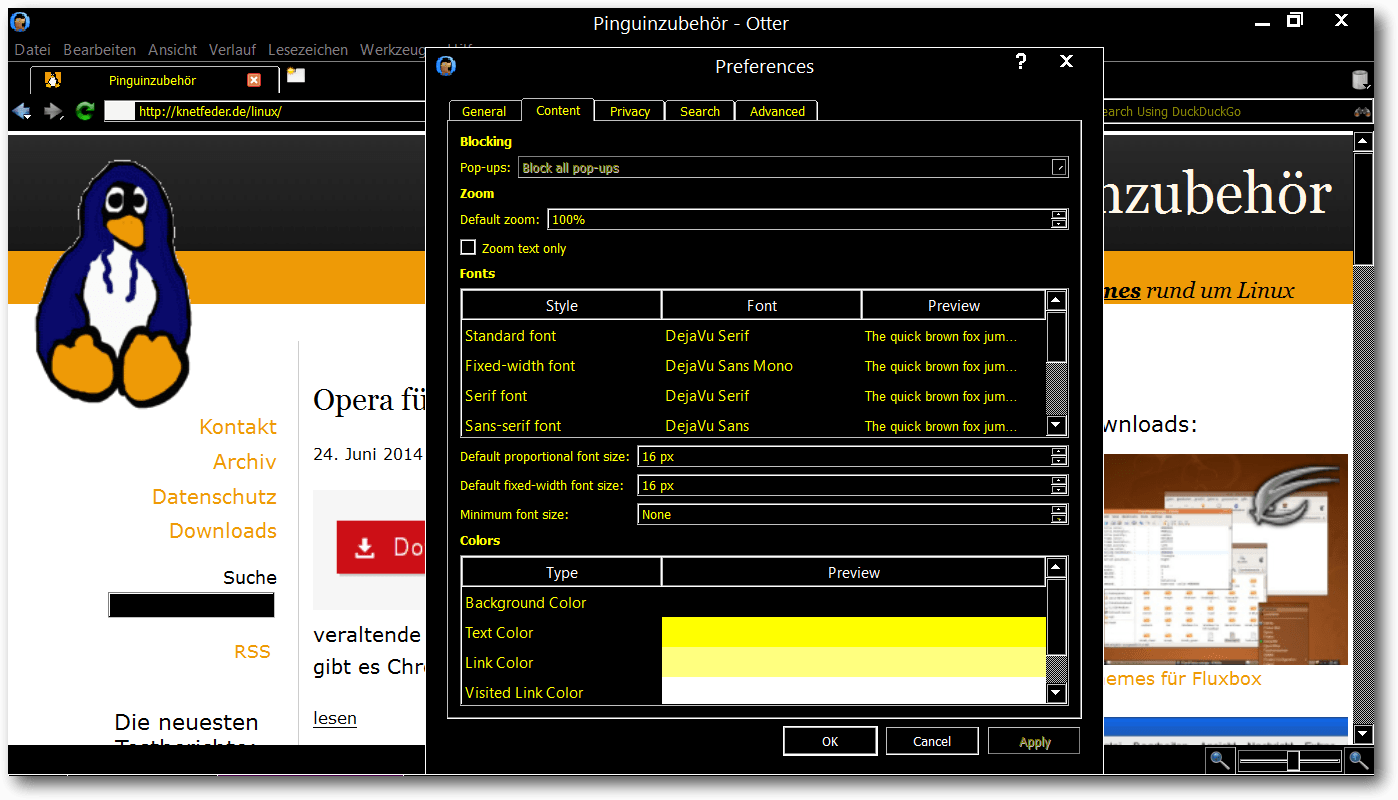 Pinguinzubehör - Otter
Datei Bearbeiten Ansicht Verlauf Lesezeichen
Pinguinzubehör
http://knetfeder.de/linux/
earch Using DuckDuckGo
Preferences
?
General Content Privacy Search Advanced
Blocking
Pop-ups: Block all pop-ups
Zoom
Default zoom: 100%
Zoom text only
Fonts
Style Font Preview
Standard font DejaVu Serif The quick brown fox jum...
Fixed-width font DejaVu Sans Mono The quick brown fox jum...
Serif font DejaVu Serif The quick brown fox jum...
Sans-serif font DejaVu Sans The quick brown fox jum...
Default proportional font size: 16 px
Default fixed-width font size: 16 px
Minimum font size: None
Colors
Type Preview
Background Color
Text Color
Link Color
Visited Link Color
OK Cancel Apply
nzubehör
mes rund um Linux
Kontakt
Archiv
Datenschutz
Downloads
Suche
RSS
Die neuesten
Opera fü
24. Juni 2014
Do
veraltende
gibt es Chr
lesen
wnloads:
emes für Fluxbox